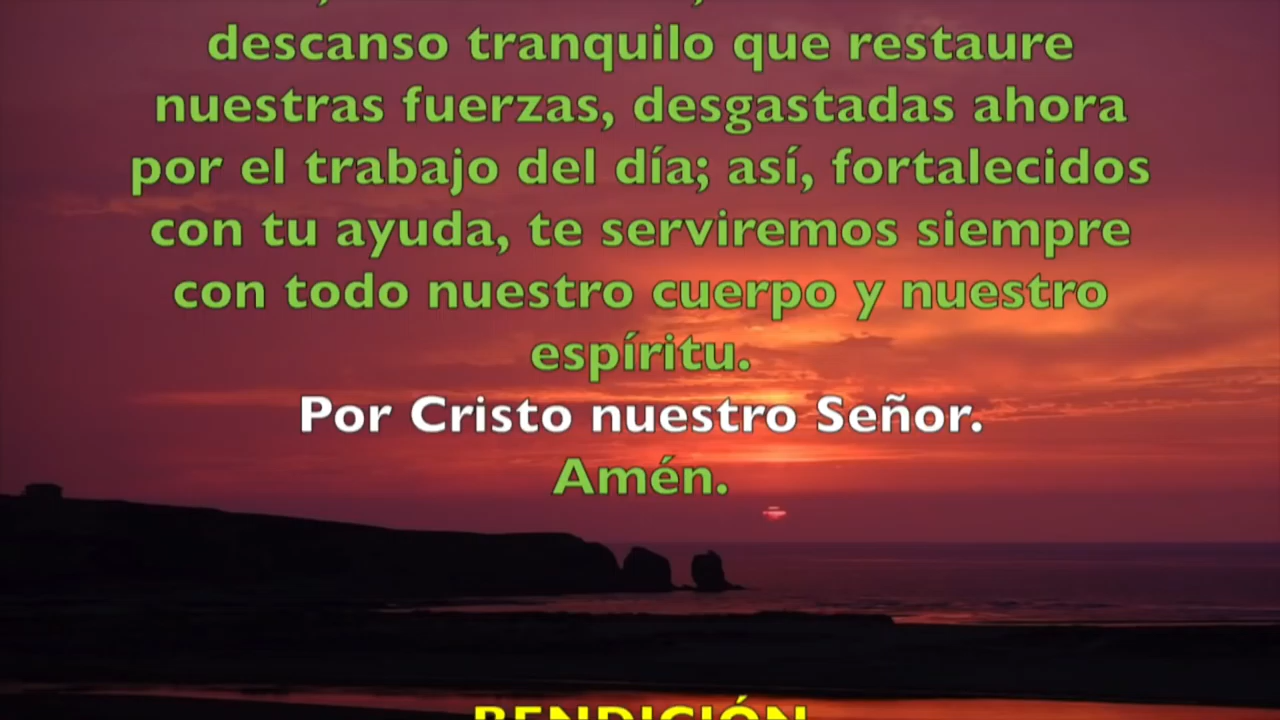 descanso tranquilo que restaure
nuestras fuerzas, desgastadas ahora
por el trabajo del día; así, fortalecidos
con tu ayuda, te serviremos siempre
con todo nuestro cuerpo y nuestro
espíritu.
Por Cristo nuestro Señor.
Amén.
BENDICIÓN